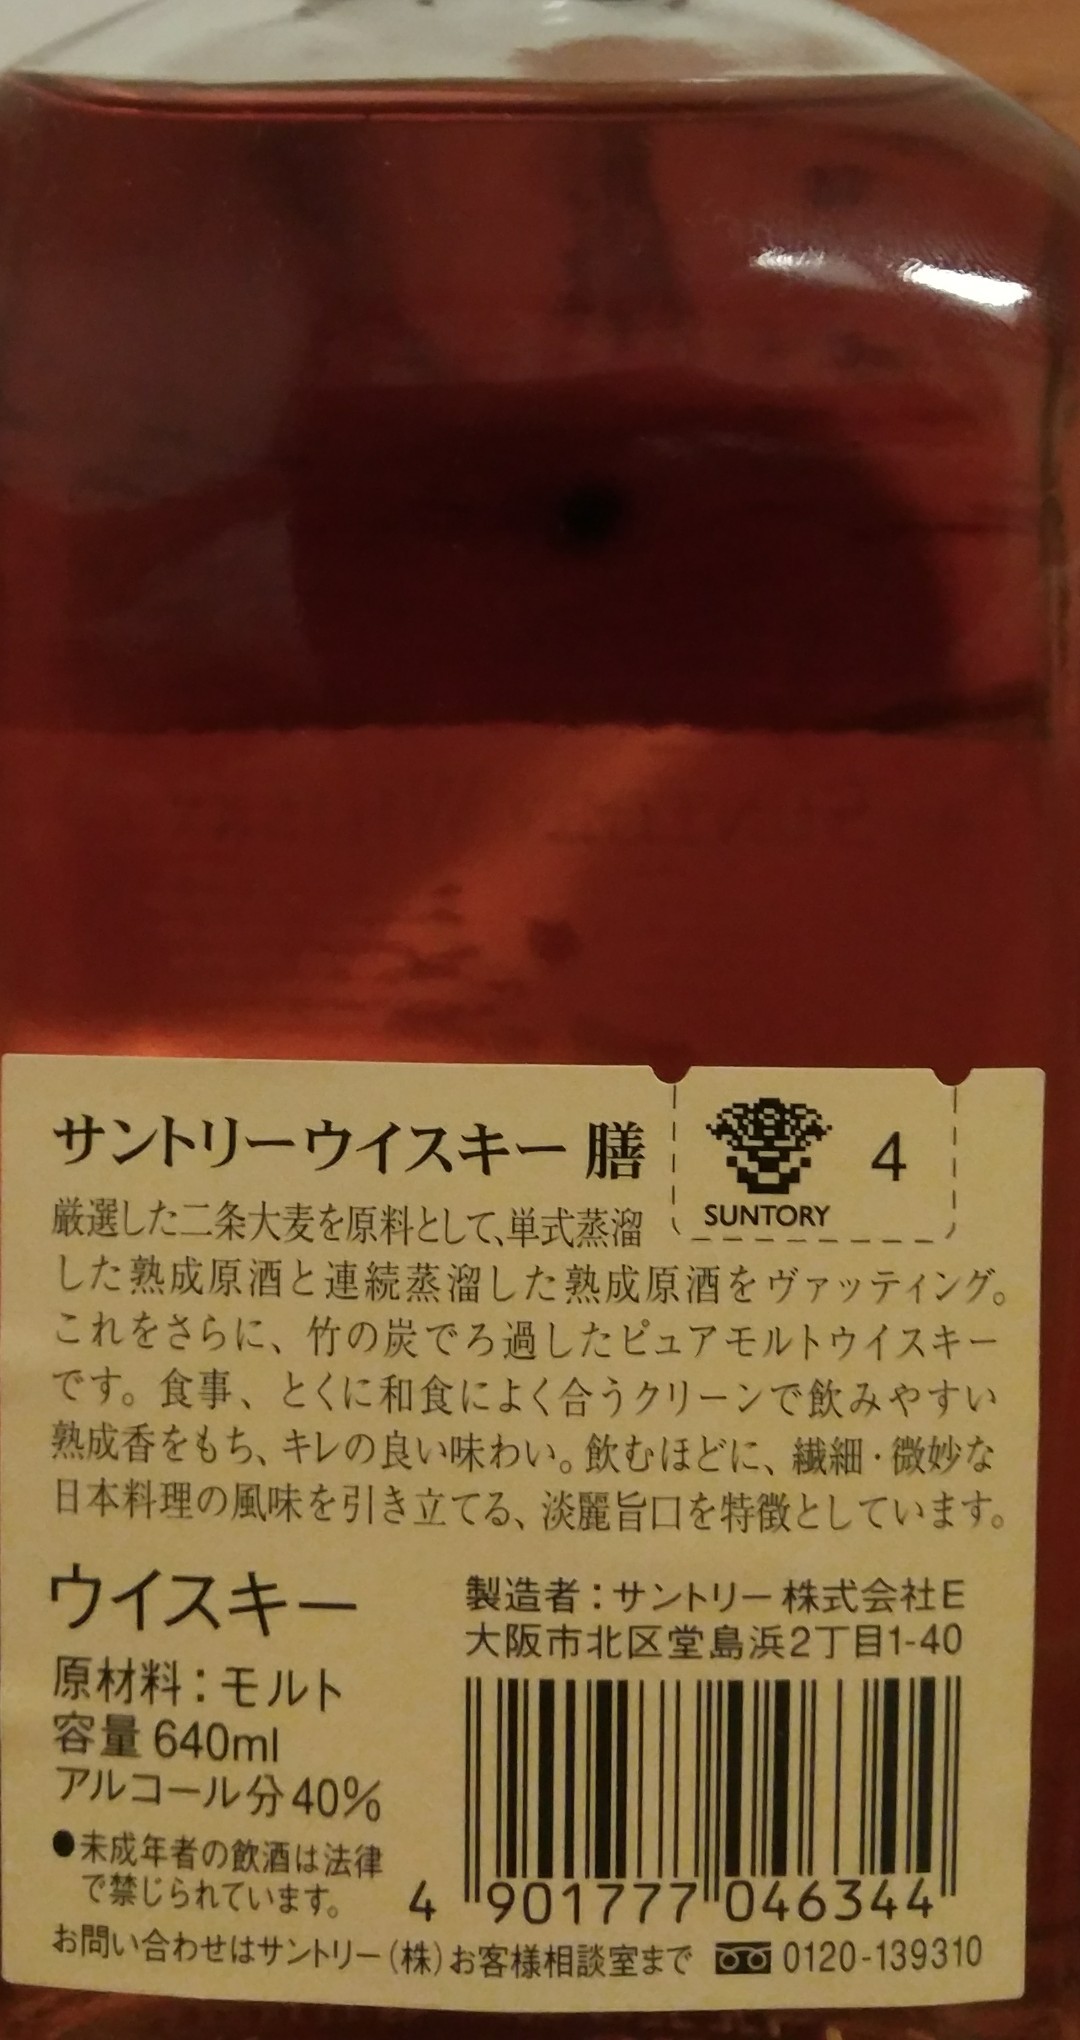 サントリーウイスキー 膳
SUNTORY
4
厳選した二条大麦を原料として、単式蒸溜
した熟成原酒と連続蒸溜した熟成原酒をヴァッティング。
これをさらに、竹の炭でろ過したピュアモルトウイスキー
です。食事、とくに和食によく合うクリーンで飲みやすい
熟成香をもち、キレの良い味わい。飲むほどに、繊細・微妙な
日本料理の風味を引き立てる、淡麗旨口を特徴としています。
ウイスキー
原材料：モルト
容量 640ml
アルコール分40%
●未成年者の飲酒は法律
で禁じられています。
製造者：サントリー株式会社E
大阪市北区堂島浜2丁目1-40
4 901777 046344
お問い合わせはサントリー(株)お客様相談室まで 0120-139310